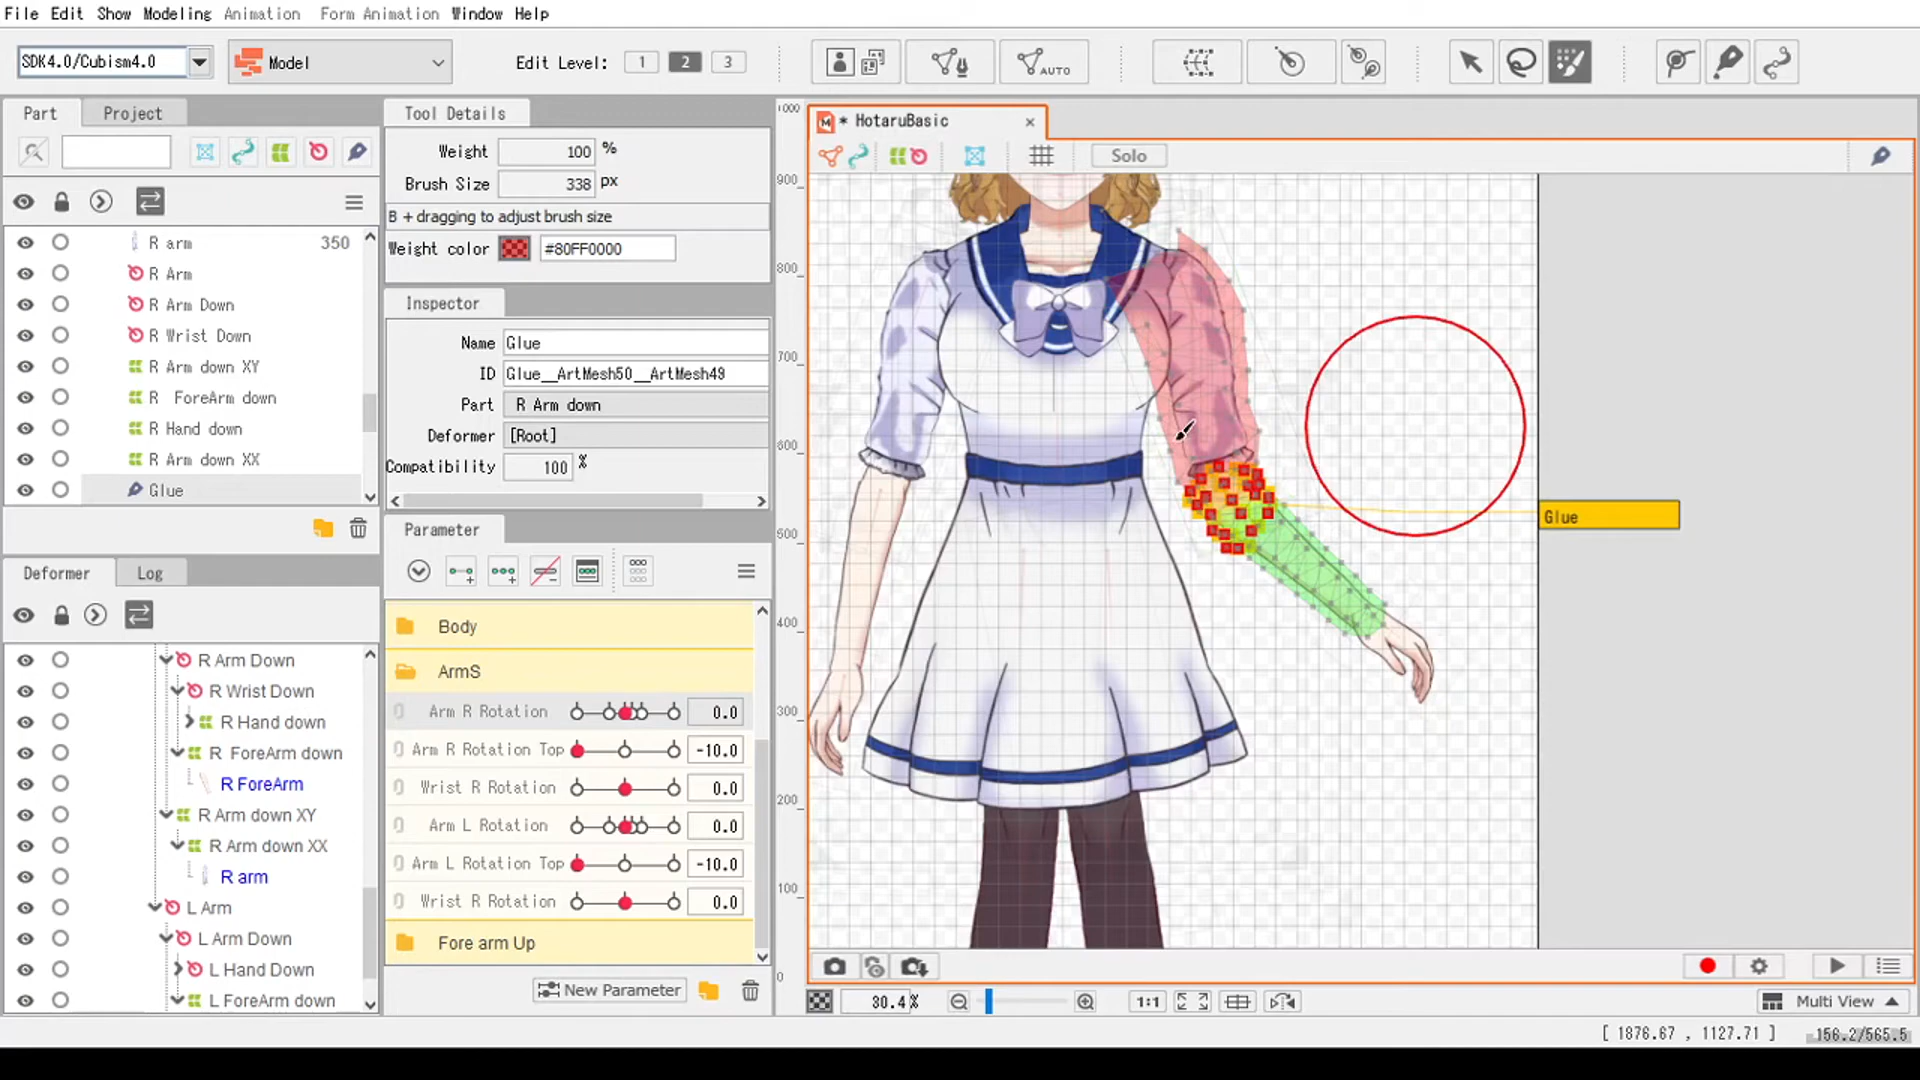 File Edit Show Modeling Animation Form Animation Window Help
SDK4.0/Cubism4.0 Model Edit Level: 1 2 3 AUTO
Part Project
R arm 350
R Arm
R Arm Down
R Wrist Down
R Arm down XY
R ForeArm down
R Hand down
R Arm down XX
Glue
Deformer Log
R Arm Down
R Wrist Down
R Hand down
R ForeArm down
R ForeArm
R Arm down XY
R Arm down XX
R arm
L Arm
L Arm Down
L Hand Down
L ForeArm down
Tool Details
Weight 100 %
Brush Size 338 px
B + dragging to adjust brush size
Weight color #80FF0000
Inspector
Name Glue
ID Glue__ArtMesh50__ArtMesh49
Part R Arm down
Deformer [Root]
Compatibility 100 %
Parameter
Body
ArmS
Arm R Rotation 0.0
Arm R Rotation Top -10.0
Wrist R Rotation 0.0
Arm L Rotation 0.0
Arm L Rotation Top -10.0
Wrist R Rotation 0.0
Fore arm Up
New Parameter
M * HotaruBasic ×
Solo
1000
900
800
700
600
500
400
300
200
100
0
Glue
30.4% 1:1 Multi View
[ 1876.67 , 1127.71 ] 156.2/565.5